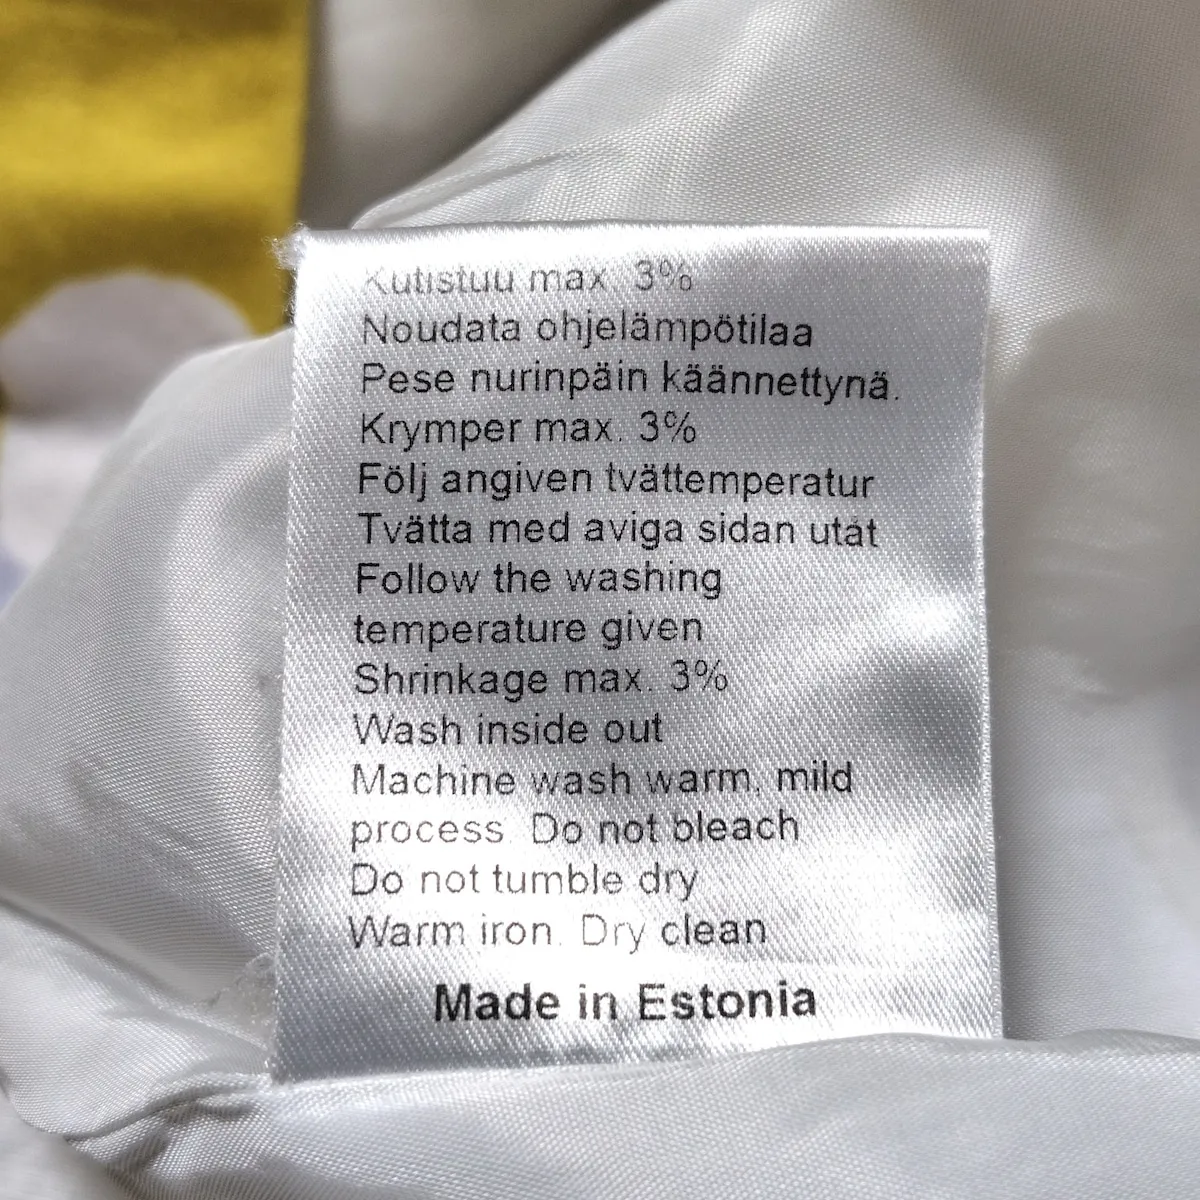 Kutistuu max. 3%
Noudata ohjelämpötilaa
Pese nurinpäin käännettynä.
Krymper max. 3%
Följ angiven tvättemperatur
Tvätta med aviga sidan utåt
Follow the washing
temperature given
Shrinkage max. 3%
Wash inside out
Machine wash warm, mild
process. Do not bleach
Do not tumble dry
Warm iron. Dry clean
Made in Estonia